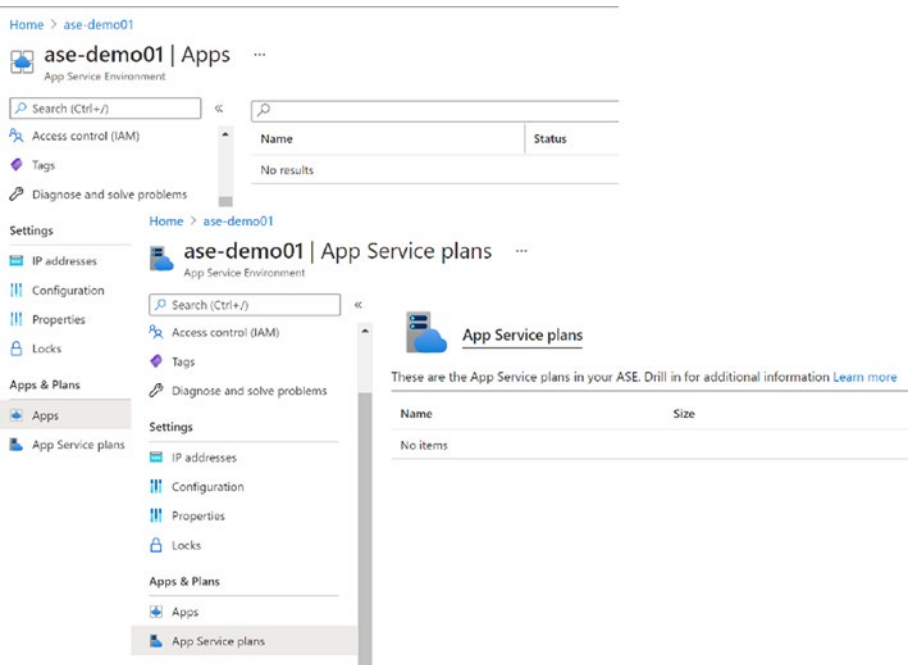 Home > ase-demo01
ase-demo01 | Apps ...
App Service Environment
Search (Ctrl+/) «
Access control (IAM)
Tags
Diagnose and solve problems
Name Status
No results
Settings
IP addresses
Configuration
Properties
Locks
Apps & Plans
Apps
App Service plans
Home > ase-demo01
ase-demo01 | App Service plans ...
App Service Environment
Search (Ctrl+/) «
Access control (IAM)
Tags
Diagnose and solve problems
Settings
IP addresses
Configuration
Properties
Locks
Apps & Plans
Apps
App Service plans
App Service plans
These are the App Service plans in your ASE. Drill in for additional information Learn more
Name Size
No items